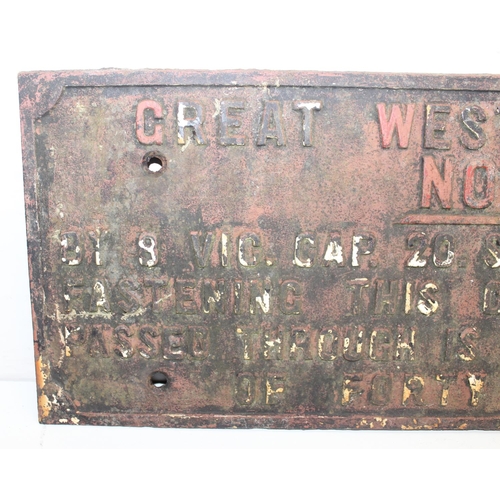 GREAT WES
NO
BY 8 VIC. CAP. 20. S
FASTENING THIS
PASSED THROUGH IS
OF FORTY